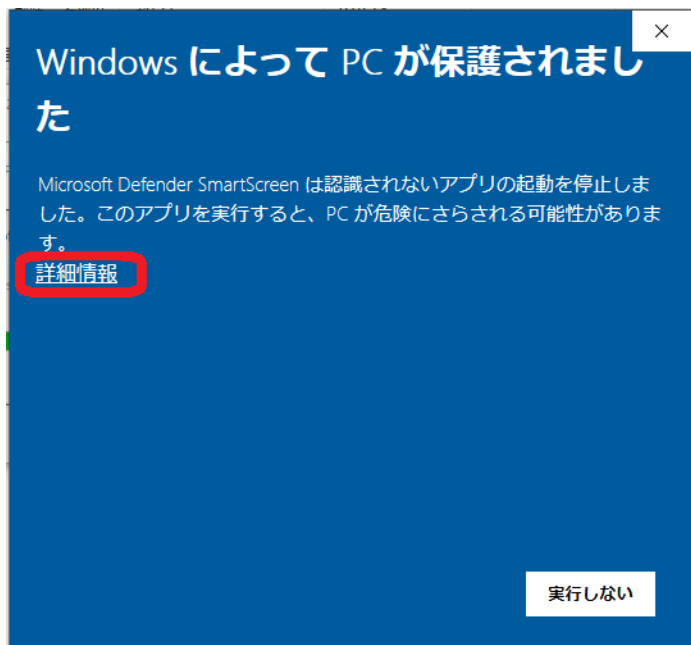 Windows によって PC が保護されまし
た
Microsoft Defender SmartScreen は認識されないアプリの起動を停止しま
した。このアプリを実行すると、PC が危険にさらされる可能性がありま
す。
詳細情報
実行しない